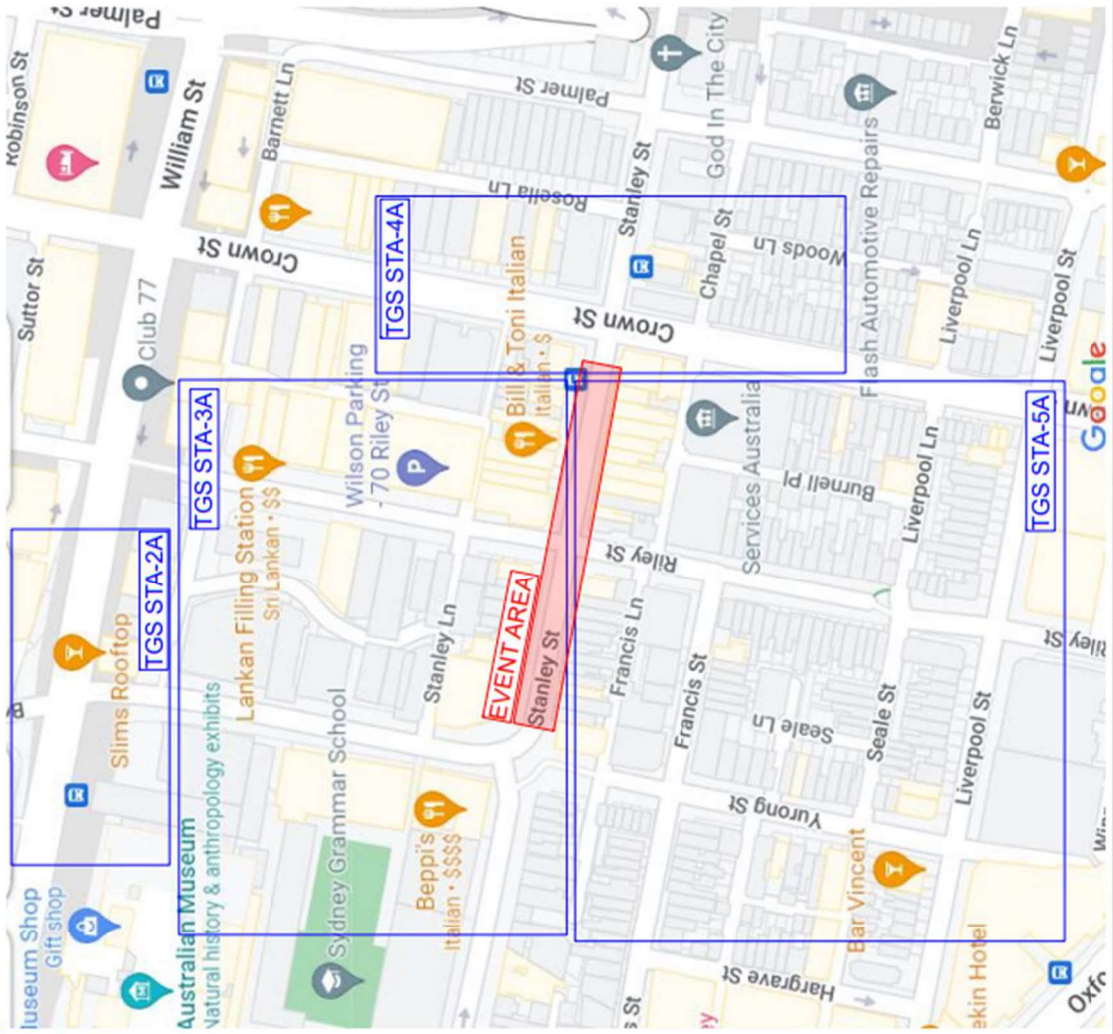 Palmer St
Robinson St
William St
Barnett Ln
Palmer St
God In The City
Berwick Ln
Suttor St
Crown St
Rosella Ln
Stanley St
Chapel St
Woods Ln
Flash Automotive Repairs
Liverpool Ln
Liverpool St
Club 77
TGS STA-4A
Bill & Toni Italian
Italian • $
Crown St
Google
TGS STA-3A
Wilson Parking
- 70 Riley St
Services Australia
Burnell Pl
Liverpool Ln
TGS STA-5A
TGS STA-2A
Lankan Filling Station
Sri Lankan • $$
Riley St
Slims Rooftop
Stanley Ln
EVENT AREA
Stanley St
Francis Ln
Francis St
Seale Ln
Seale St
Liverpool St
Yurong St
Australian Museum
Natural history & anthropology exhibits
Sydney Grammar School
Beppi's
Italian • $$$$
Bar Vincent
Hargrave St
Gift shop